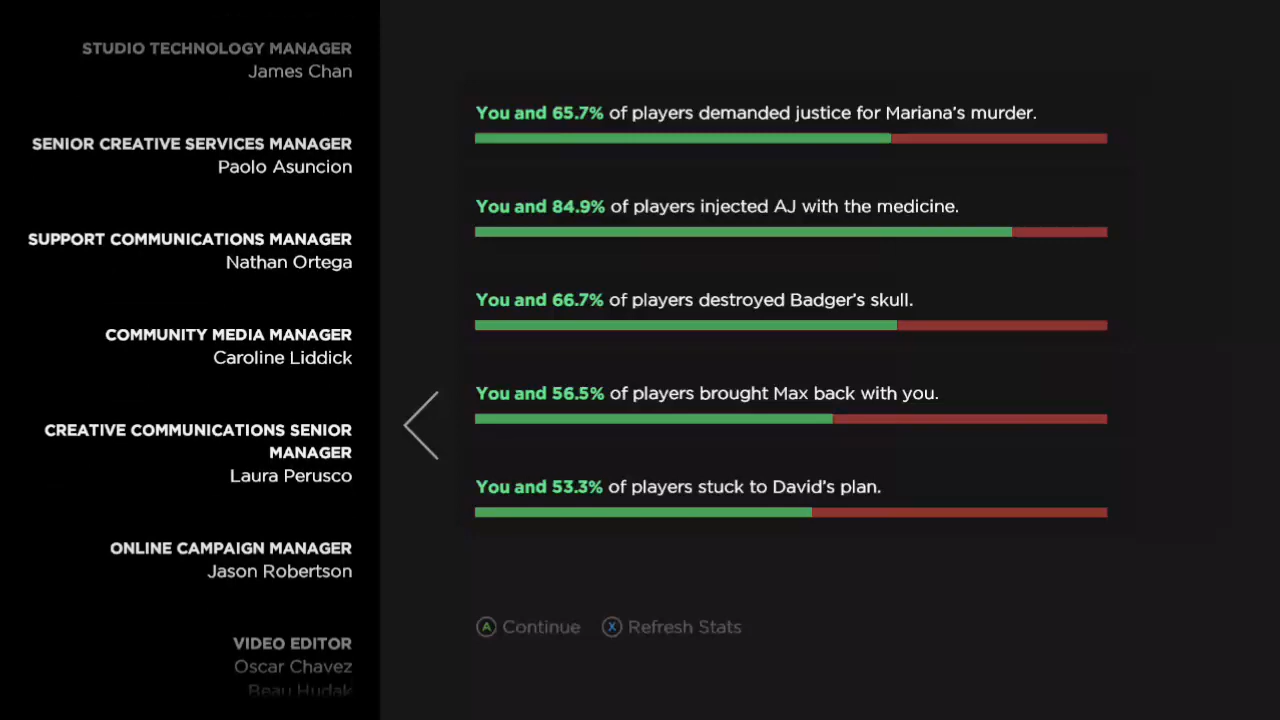 STUDIO TECHNOLOGY MANAGER
James Chan
SENIOR CREATIVE SERVICES MANAGER
Paolo Asuncion
SUPPORT COMMUNICATIONS MANAGER
Nathan Ortega
COMMUNITY MEDIA MANAGER
Caroline Liddick
CREATIVE COMMUNICATIONS SENIOR
MANAGER
Laura Perusco
ONLINE CAMPAIGN MANAGER
Jason Robertson
VIDEO EDITOR
Oscar Chavez
Beau Hudak
You and 65.7% of players demanded justice for Mariana's murder.
You and 84.9% of players injected AJ with the medicine.
You and 66.7% of players destroyed Badger's skull.
You and 56.5% of players brought Max back with you.
You and 53.3% of players stuck to David's plan.
A Continue X Refresh Stats